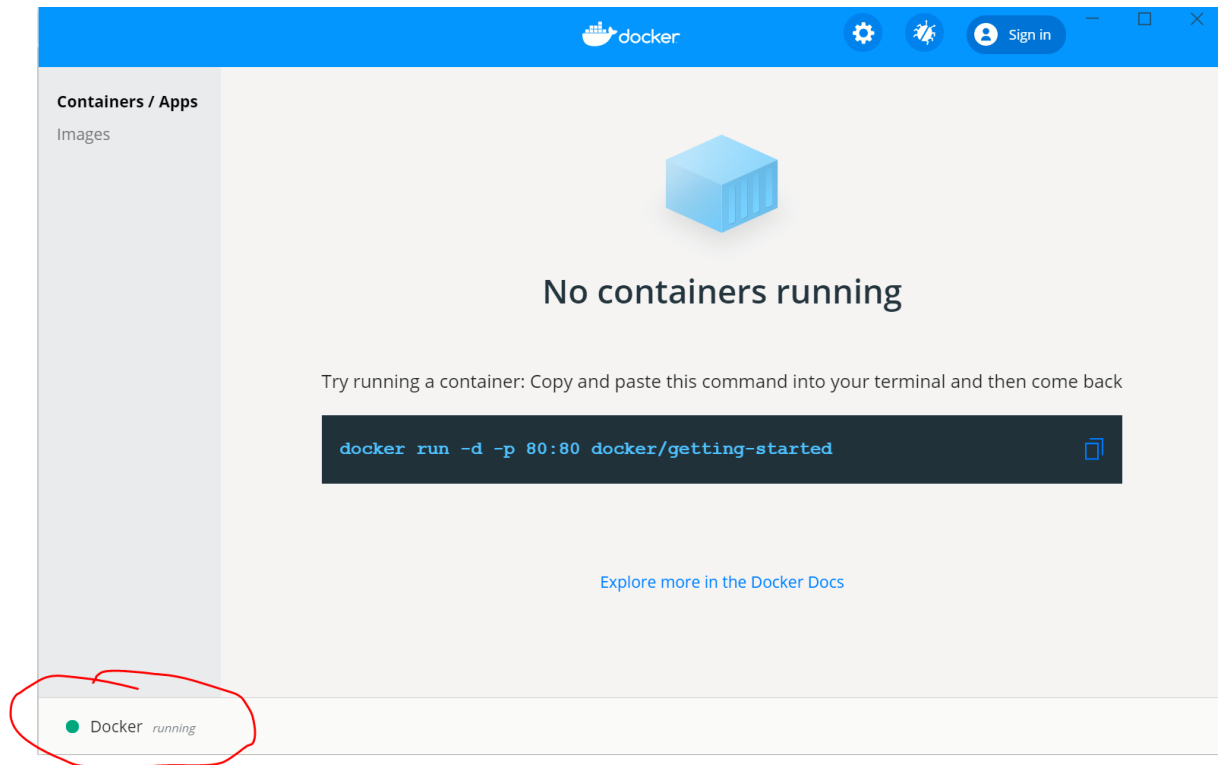 docker
Sign in
Containers / Apps
Images
No containers running
Try running a container: Copy and paste this command into your terminal and then come back
docker run -d -p 80:80 docker/getting-started
Explore more in the Docker Docs
Docker running